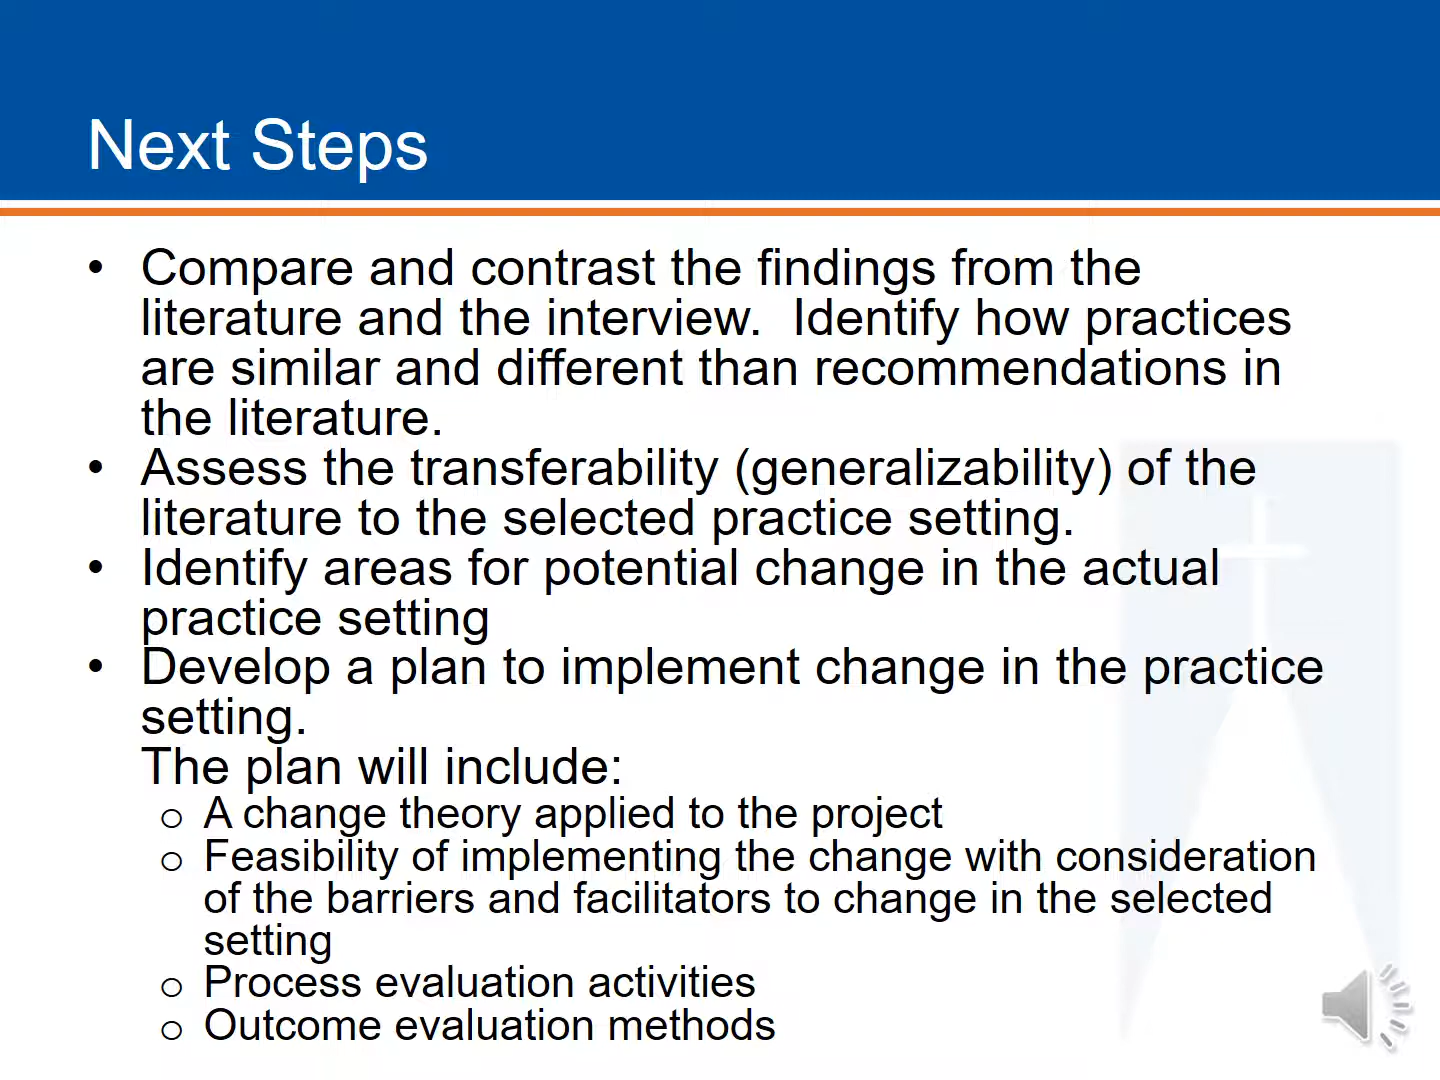 Next Steps
• Compare and contrast the findings from the
literature and the interview.  Identify how practices
are similar and different than recommendations in
the literature.
• Assess the transferability (generalizability) of the
literature to the selected practice setting.
• Identify areas for potential change in the actual
practice setting
• Develop a plan to implement change in the practice
setting.
The plan will include:
o A change theory applied to the project
o Feasibility of implementing the change with consideration
of the barriers and facilitators to change in the selected
setting
o Process evaluation activities
o Outcome evaluation methods